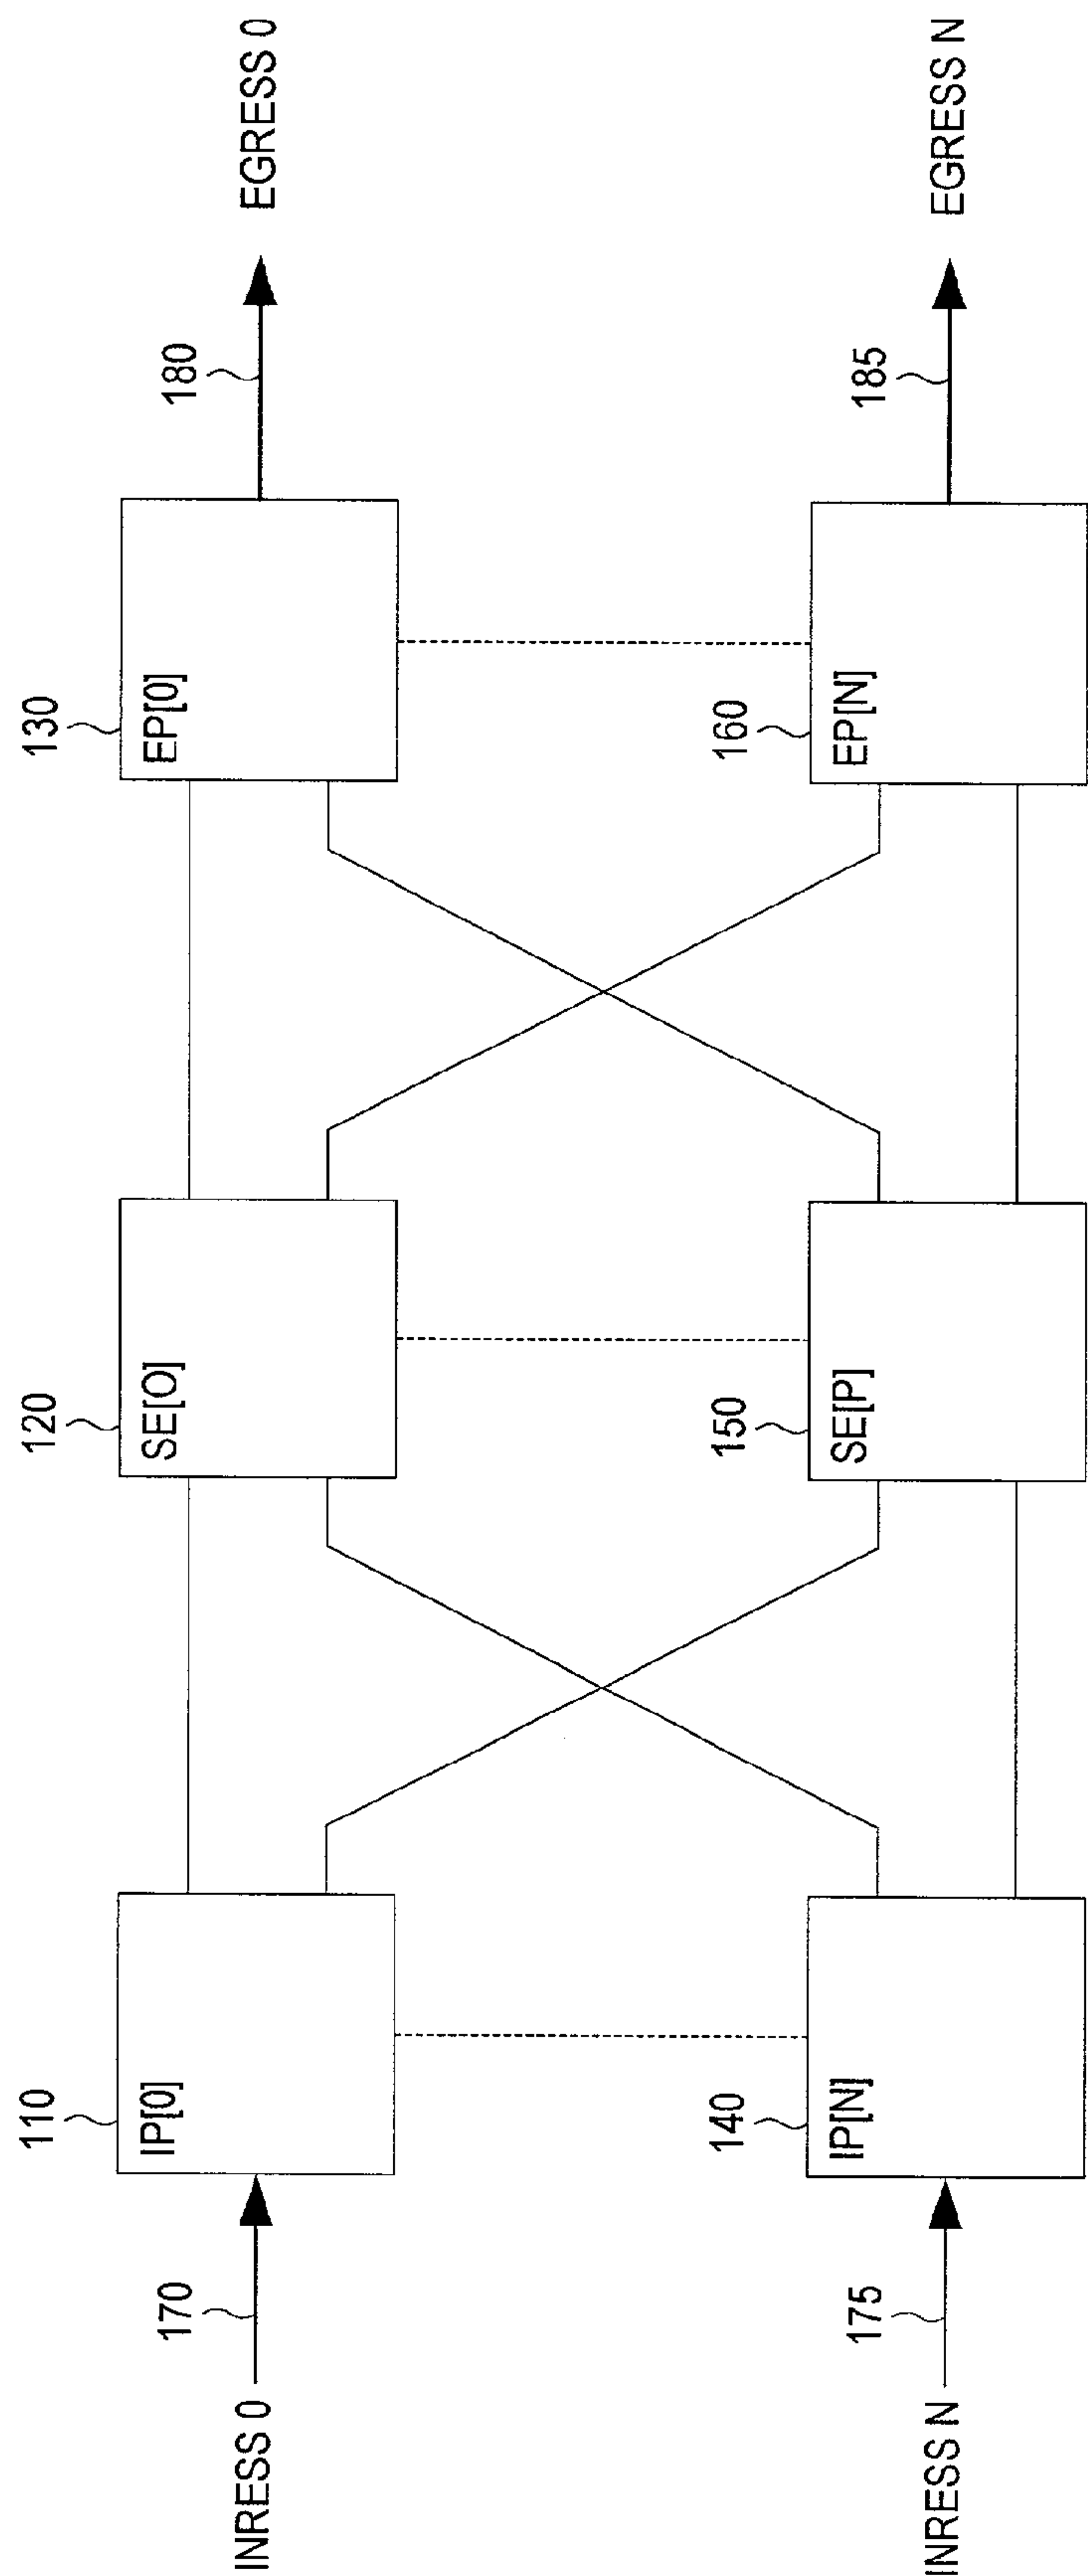 110
120
130
IP[0]
SE[O]
EP[0]
170
180
INRESS 0
EGRESS 0
140
150
160
IP[N]
SE[P]
EP[N]
175
185
INRESS N
EGRESS N